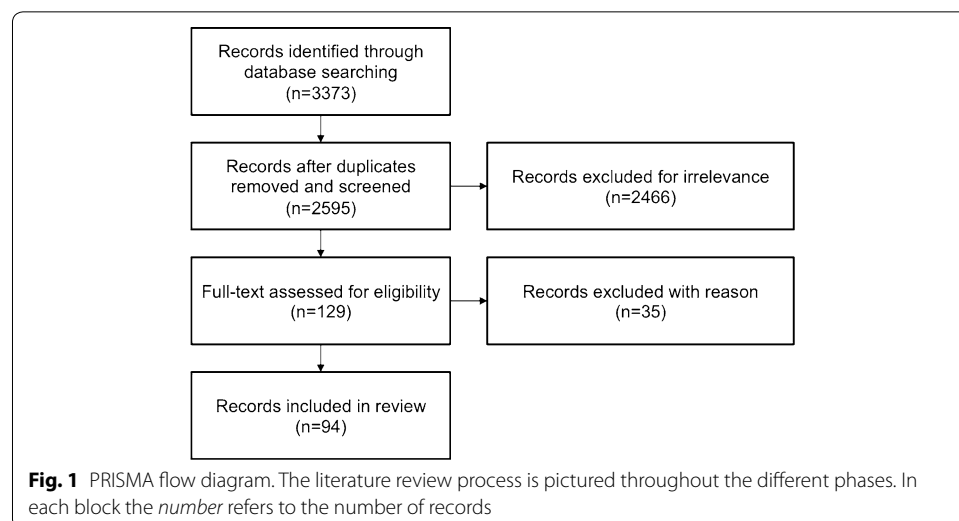 Records identified through
database searching
(n=3373)
Records after duplicates
removed and screened
(n=2595)
Records excluded for irrelevance
(n=2466)
Full-text assessed for eligibility
(n=129)
Records excluded with reason
(n=35)
Records included in review
(n=94)
Fig. 1 PRISMA flow diagram. The literature review process is pictured throughout the different phases. In
each block the number refers to the number of records